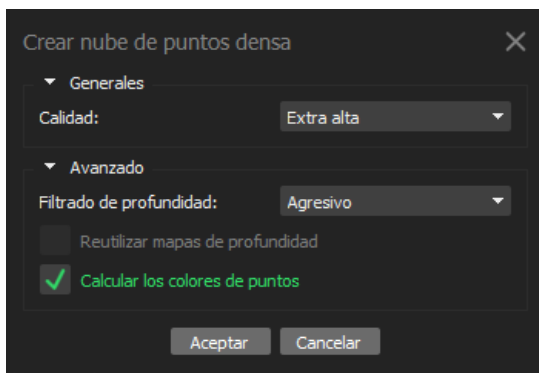 Crear nube de puntos densa
Generales
Calidad: Extra alta
Avanzado
Filtrado de profundidad: Agresivo
Reutilizar mapas de profundidad
Calcular los colores de puntos
Aceptar Cancelar